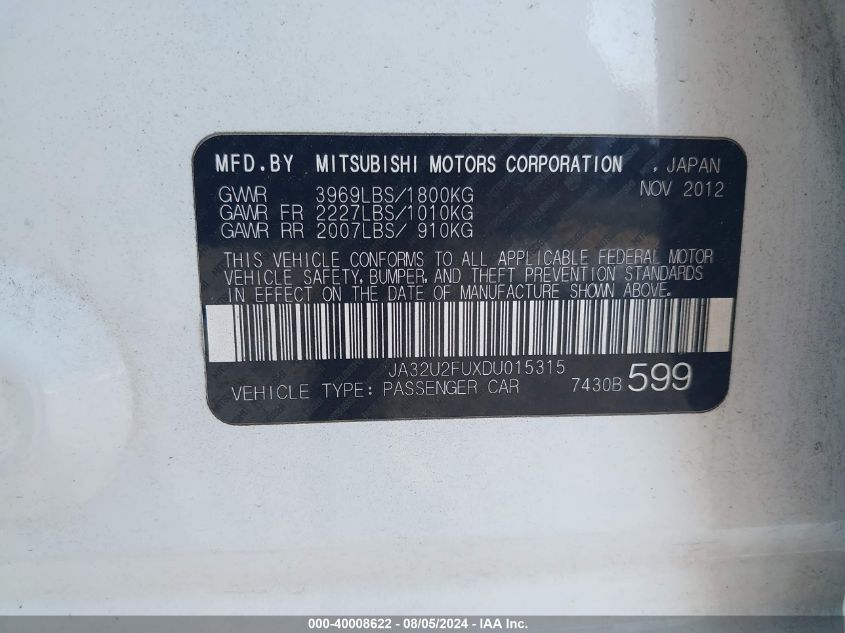 MFD.BY MITSUBISHI MOTORS CORPORATION , JAPAN
GVWR 3969LBS/1800KG NOV 2012
GAWR FR 2227LBS/1010KG
GAWR RR 2007LBS/ 910KG
THIS VEHICLE CONFORMS TO ALL APPLICABLE FEDERAL MOTOR
VEHICLE SAFETY, BUMPER, AND THEFT PREVENTION STANDARDS
IN EFFECT ON THE DATE OF MANUFACTURE SHOWN ABOVE.
JA32U2FUXDU015315
VEHICLE TYPE: PASSENGER CAR 7430B 599
000-40008622 - 08/05/2024 - IAA Inc.